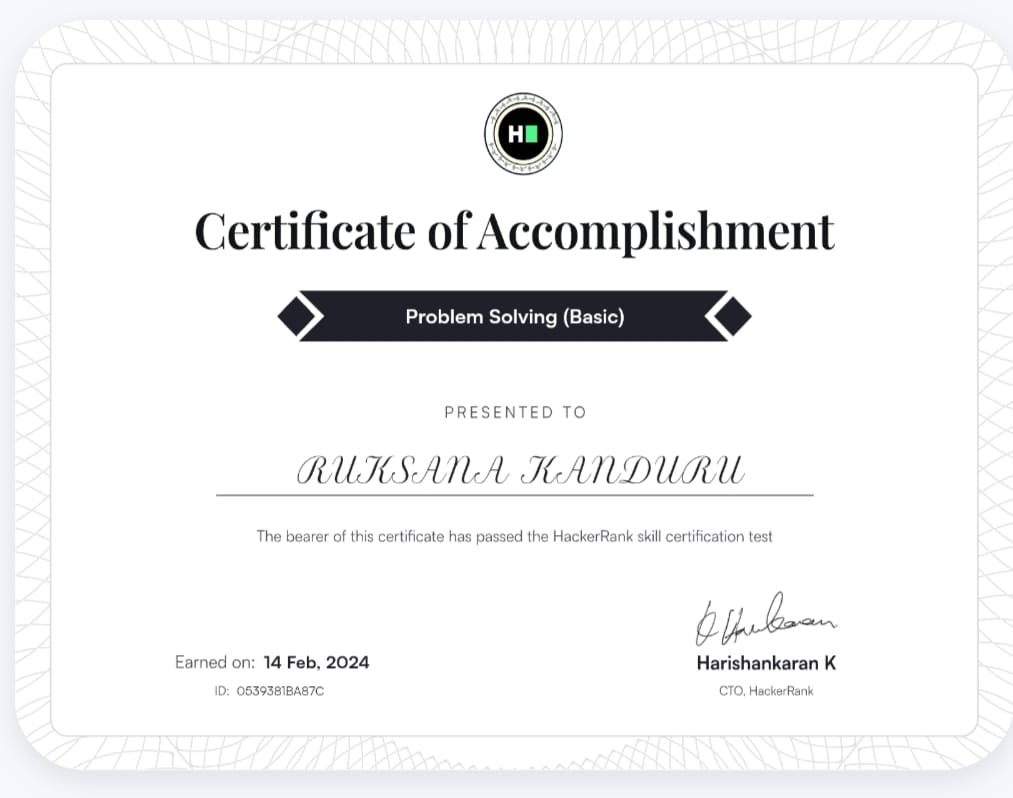 H
Certificate of Accomplishment
Problem Solving (Basic)
PRESENTED TO
RUKSANA KANDURU
The bearer of this certificate has passed the HackerRank skill certification test
Earned on: 14 Feb, 2024
ID: 0539381BA87C
Harishankaran K
CTO, HackerRank